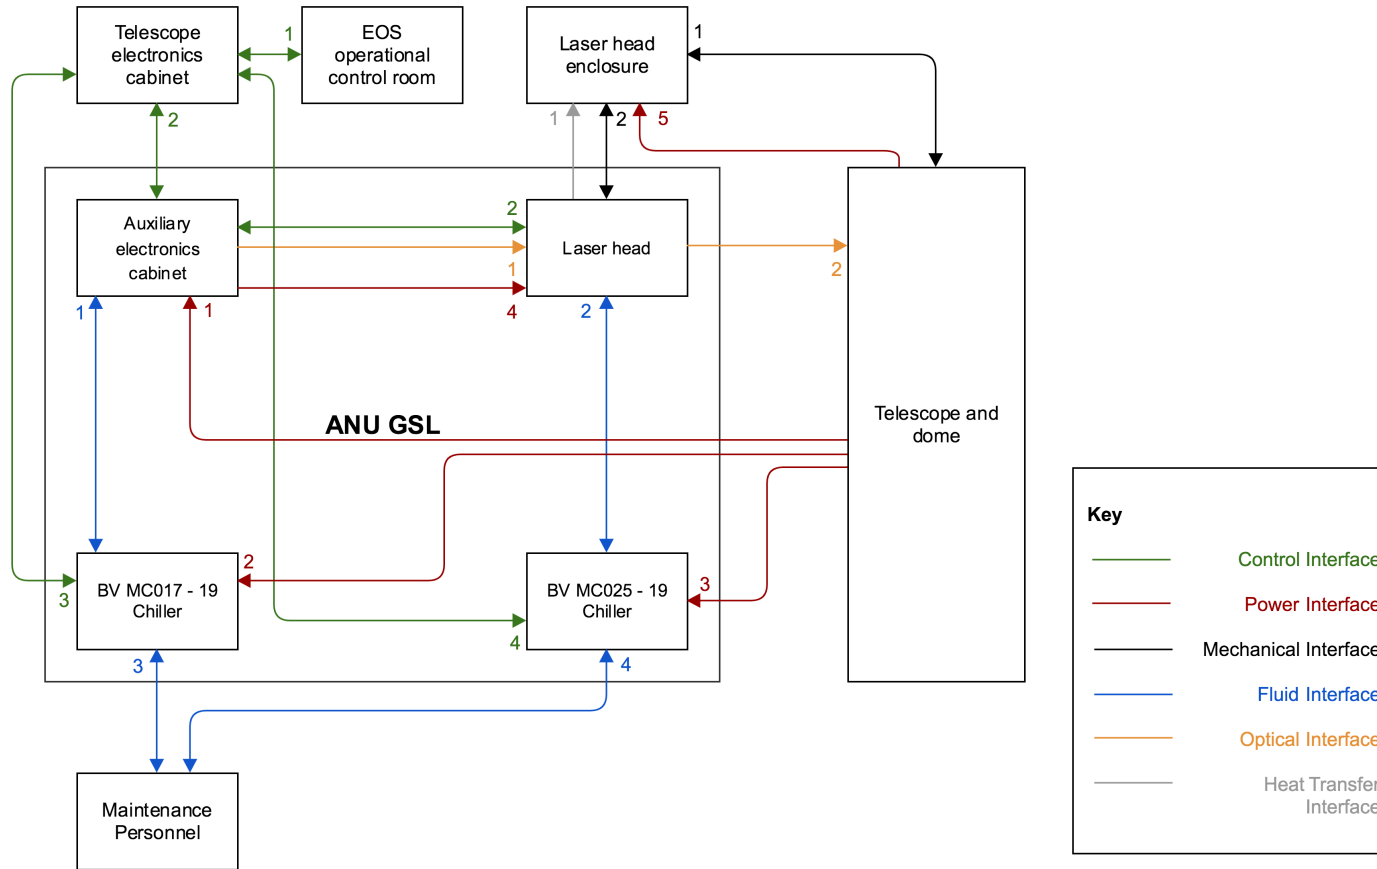 Telescope
electronics
cabinet
1
EOS
operational
control room
Laser head
enclosure
1
2
1
2
5
Auxiliary
electronics
cabinet
2
1
4
Laser head
2
1
1
2
ANU GSL
Telescope and
dome
BV MC017 - 19
Chiller
2
3
BV MC025 - 19
Chiller
3
4
3
4
Maintenance
Personnel
Key
Control Interface
Power Interface
Mechanical Interface
Fluid Interface
Optical Interface
Heat Transfer
Interface